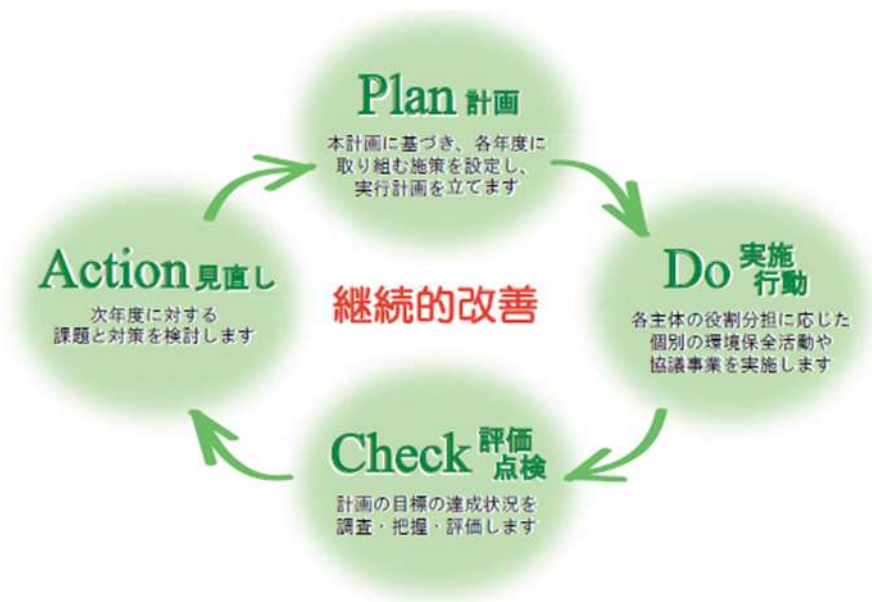 Plan 計画
本計画に基づき、各年度に
取り組む施策を設定し、
実行計画を立てます
Do 実施
行動
各主体の役割分担に応じた
個別の環境保全活動や
協議事業を実施します
Check 評価
点検
計画の目標の達成状況を
調査・把握・評価します
Action 見直し
次年度に対する
課題と対策を検討します
継続的改善